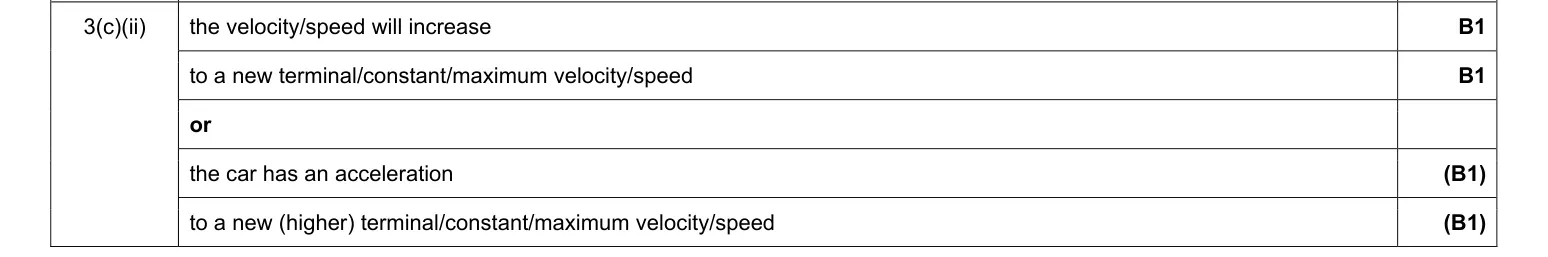 3(c)(ii) the velocity/speed will increase B1
to a new terminal/constant/maximum velocity/speed B1
or
the car has an acceleration (B1)
to a new (higher) terminal/constant/maximum velocity/speed (B1)